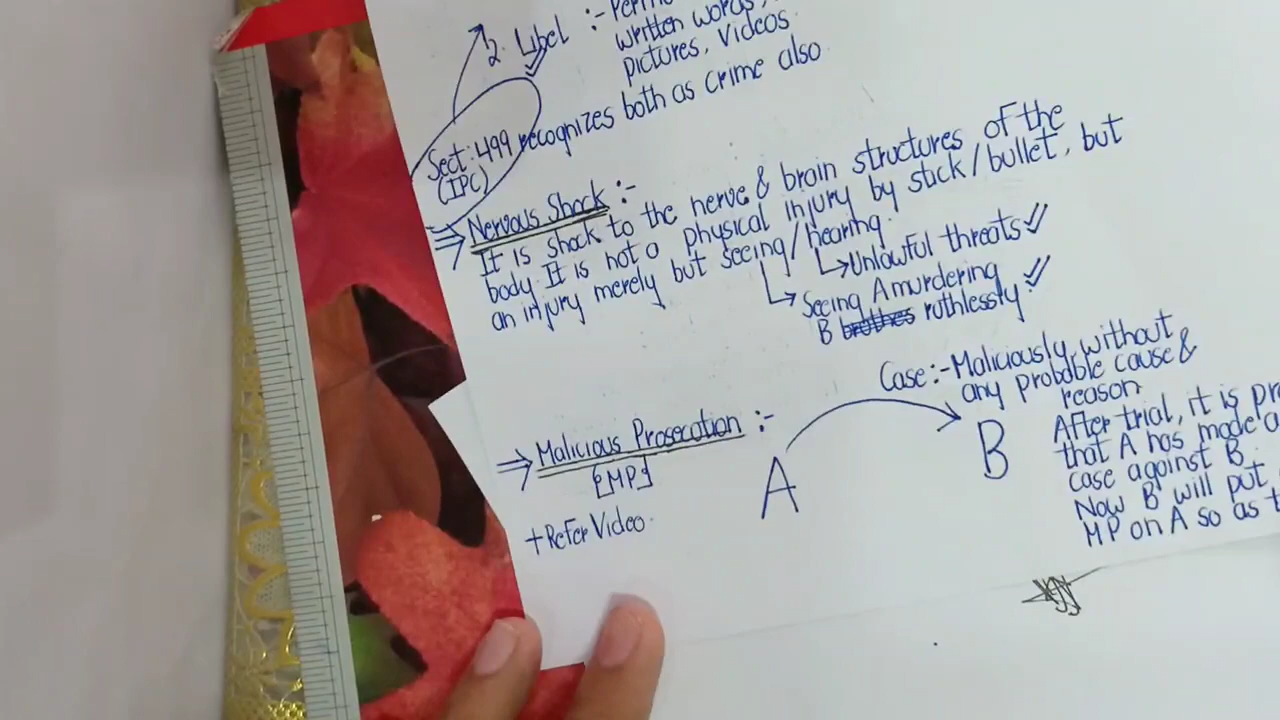 2. Libel :-
written words,
pictures, videos
Sect: 499 recognizes both as crime also
(IPC)
⇒ Nervous Shock :-
It is shock to the nerve & brain structures of the
body. It is not a physical injury by stick/bullet, but
an injury merely but seeing/hearing.
↳ Unlawful threats
↳ Seeing A murdering
B brothes ruthlessly.
Case :- Maliciously, without
any probable cause &
reason
⇒ Malicious Prosecation :-
[MP]
+ Refer Video.
A
B
After trial, it is
that A has made a
case against B.
Now B will put
MP on A so as